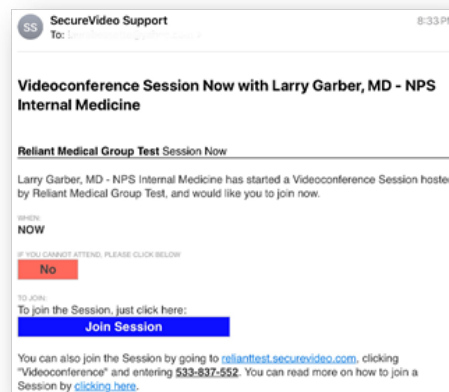 SS
SecureVideo Support
8:33 PM
To:
Videoconference Session Now with Larry Garber, MD - NPS
Internal Medicine
Reliant Medical Group Test Session Now
Larry Garber, MD - NPS Internal Medicine has started a Videoconference Session hosted
by Reliant Medical Group Test, and would like you to join now.
WHEN:
NOW
IF YOU CANNOT ATTEND, PLEASE CLICK BELOW
No
TO JOIN:
To join the Session, just click here:
Join Session
You can also join the Session by going to relianttest.securevideo.com, clicking
"Videoconference" and entering 533-837-552. You can read more on how to join a
Session by clicking here.